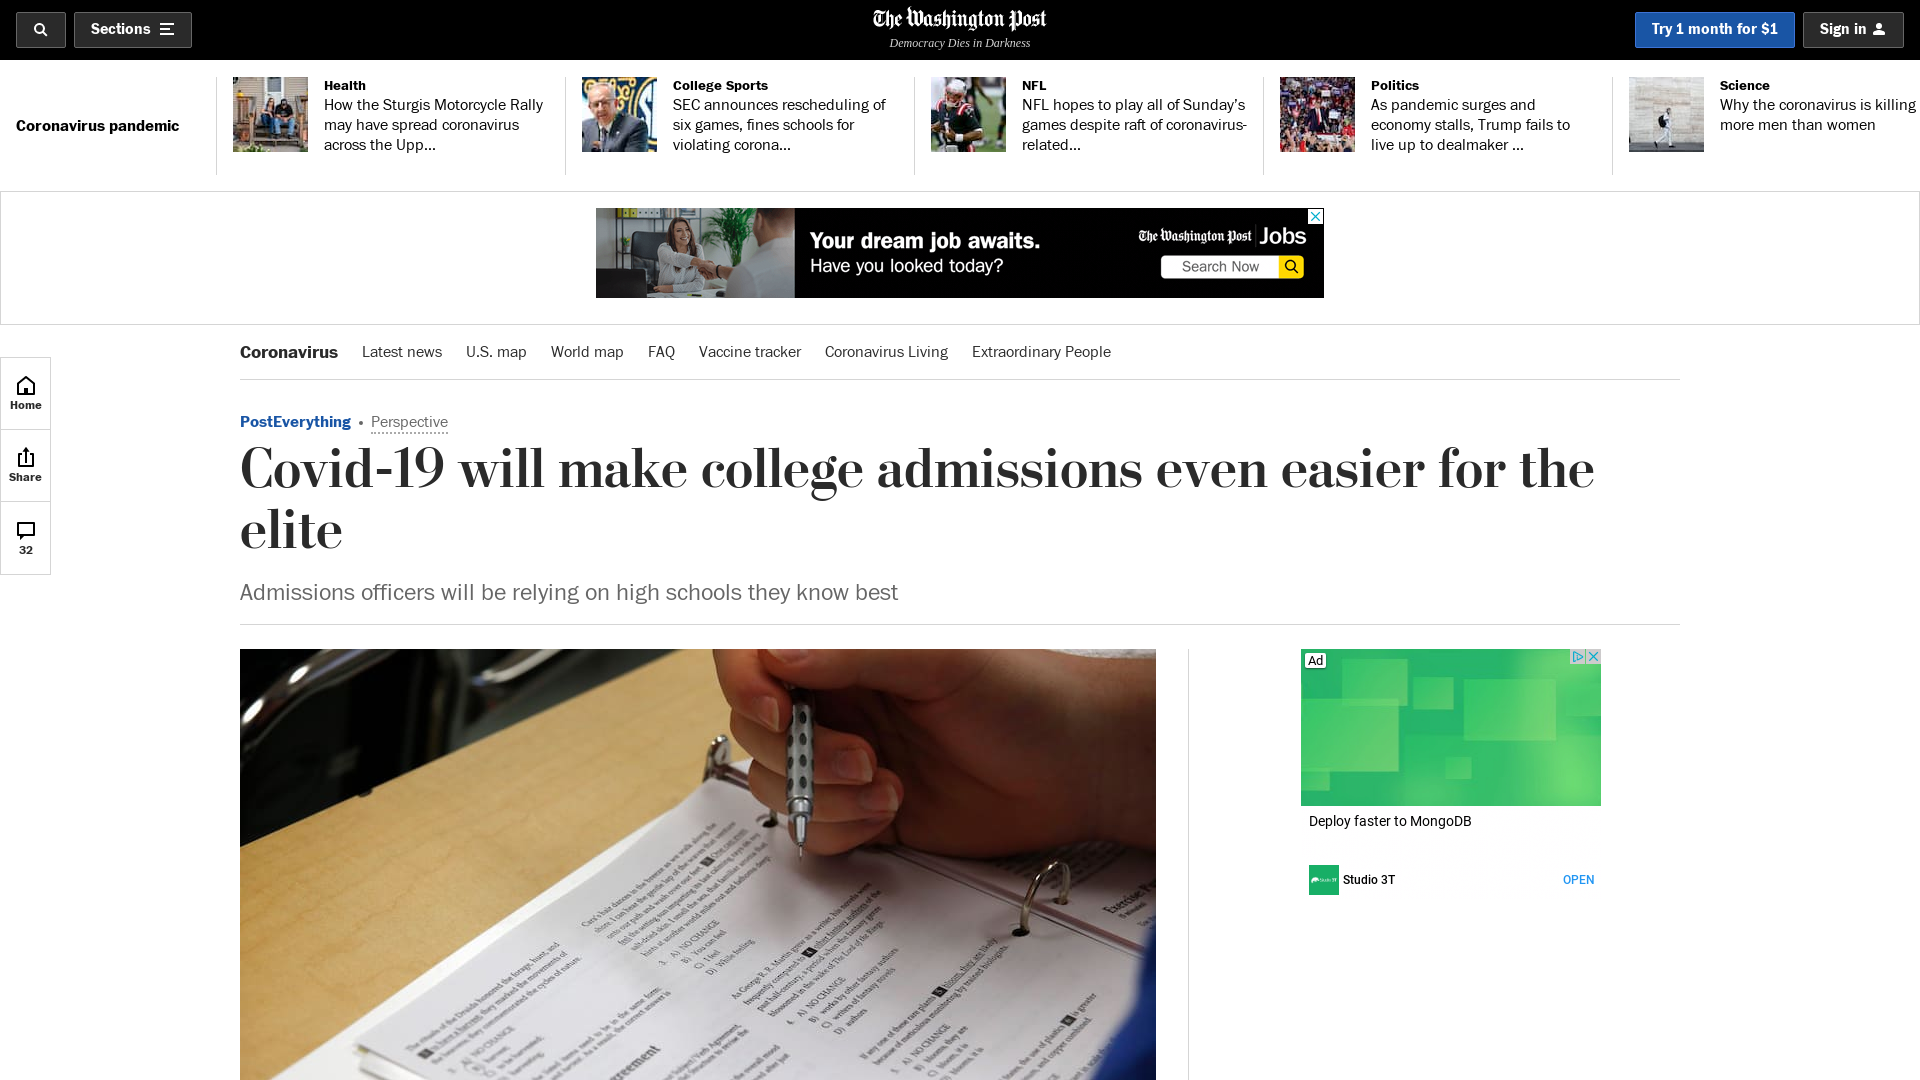 Sections
The Washington Post
Democracy Dies in Darkness
Try 1 month for $1
Sign in
Coronavirus pandemic
Health
How the Sturgis Motorcycle Rally
may have spread coronavirus
across the Upp...
College Sports
SEC announces rescheduling of
six games, fines schools for
violating corona...
NFL
NFL hopes to play all of Sunday’s
games despite raft of coronavirus-
related...
Politics
As pandemic surges and
economy stalls, Trump fails to
live up to dealmaker ...
Science
Why the coronavirus is killing
more men than women
Your dream job awaits.
Have you looked today?
The Washington Post Jobs
Search Now
Coronavirus Latest news U.S. map World map FAQ Vaccine tracker Coronavirus Living Extraordinary People
Home
Share
32
PostEverything • Perspective
Covid-19 will make college admissions even easier for the
elite
Admissions officers will be relying on high schools they know best
Ad
Deploy faster to MongoDB
Studio 3T
OPEN